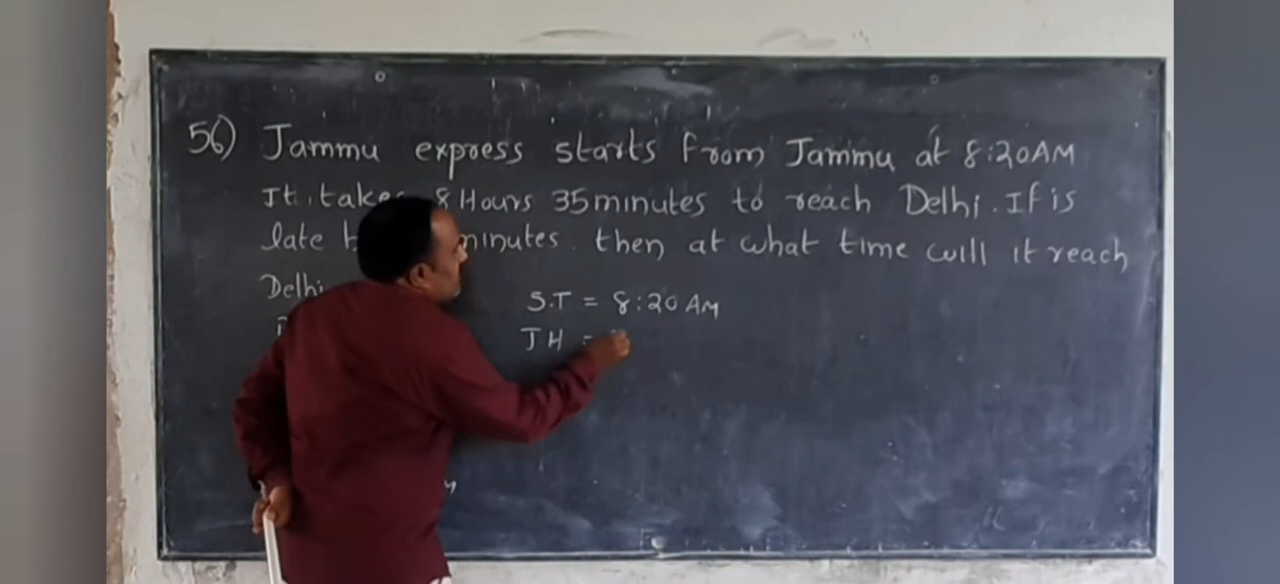 56) Jammu express starts from Jammu at 8:20AM
It takes 8 Hours 35 minutes to reach Delhi. If is
late minutes. then at what time will it reach
Delhi
S.T = 8:20 AM
J H =